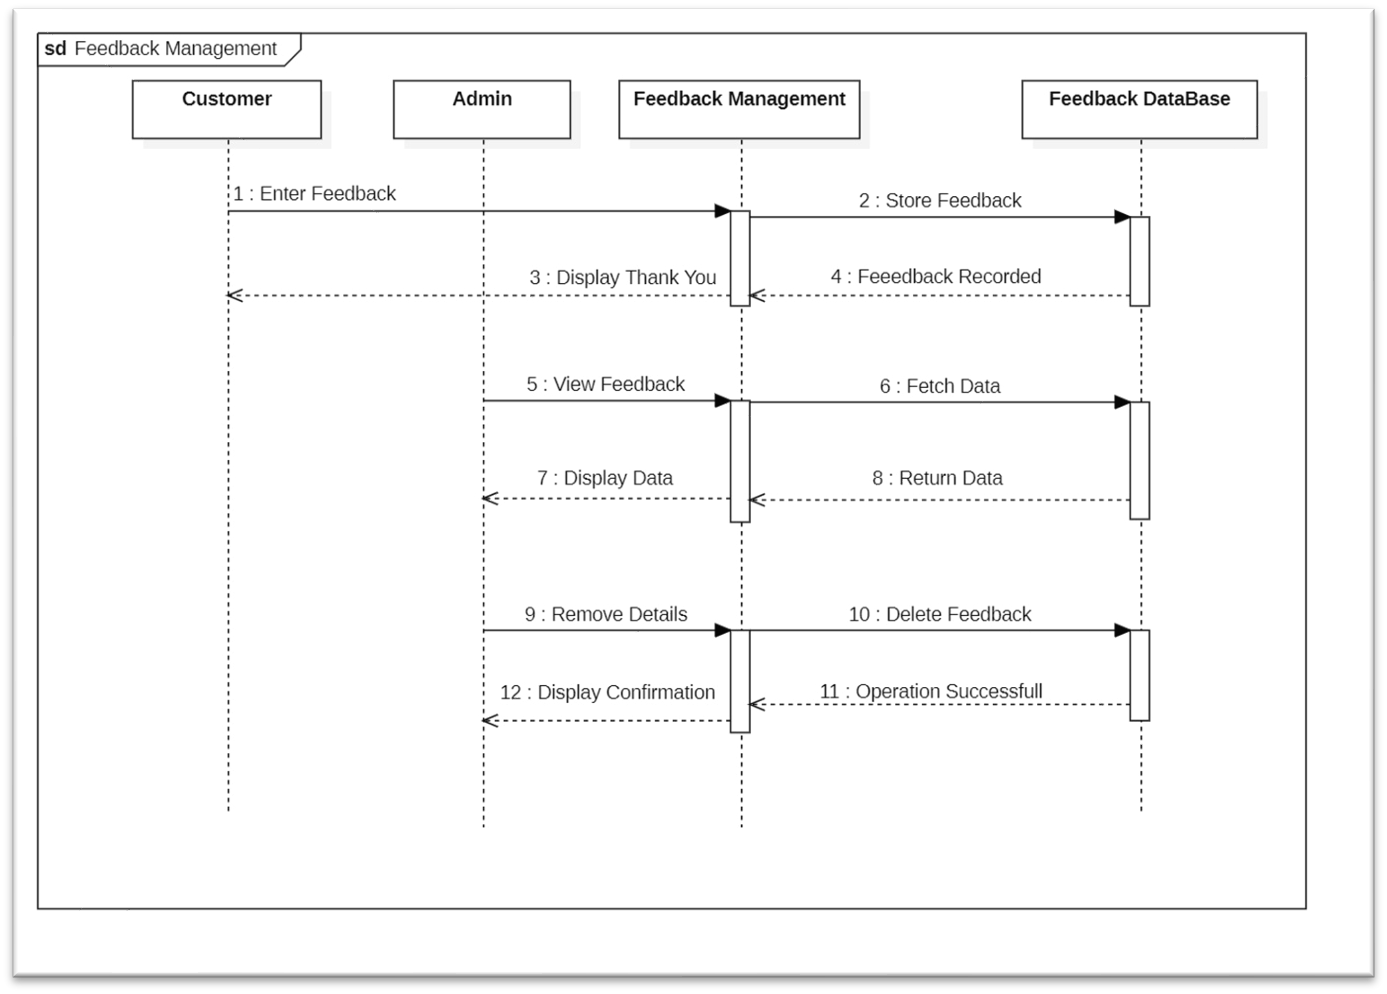 sd Feedback Management
Customer
Admin
Feedback Management
Feedback DataBase
1 : Enter Feedback
2 : Store Feedback
3 : Display Thank You
4 : Feeedback Recorded
5 : View Feedback
6 : Fetch Data
7 : Display Data
8 : Return Data
9 : Remove Details
10 : Delete Feedback
12 : Display Confirmation
11 : Operation Successfull